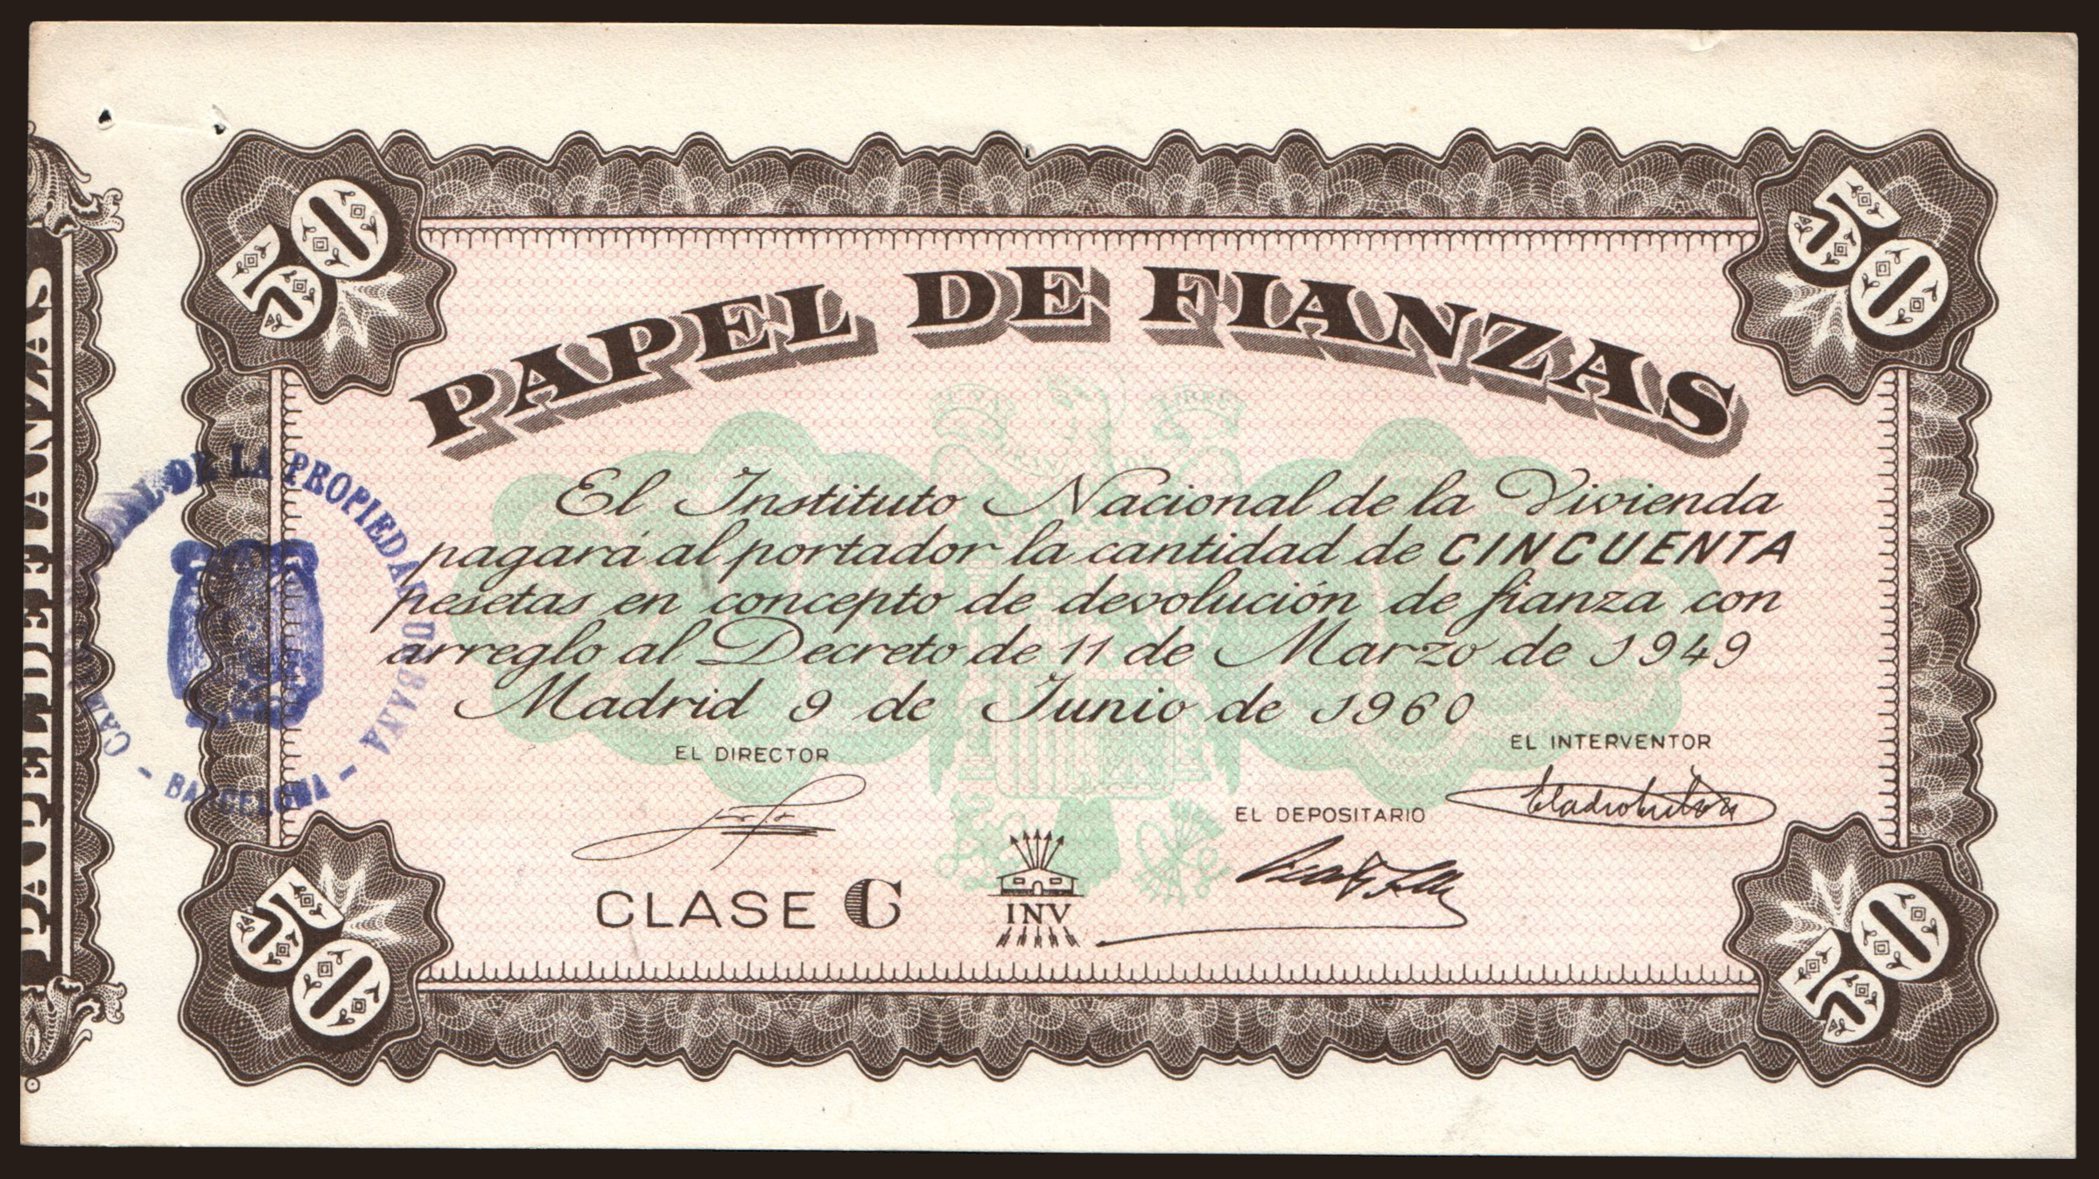 50
50
PAPEL DE FIANZAS
El Instituto Nacional de la Vivienda
pagará al portador la cantidad de CINCUENTA
pesetas en concepto de devolución de fianza con
arreglo al Decreto de 11 de Marzo de 1949
Madrid 9 de Junio de 1960
EL DIRECTOR
EL INTERVENTOR
EL DEPOSITARIO
CLASE C
INV
50
50
PAPEL DE FIANZAS
DE LA PROPIEDAD URBANA
- BARCELONA -